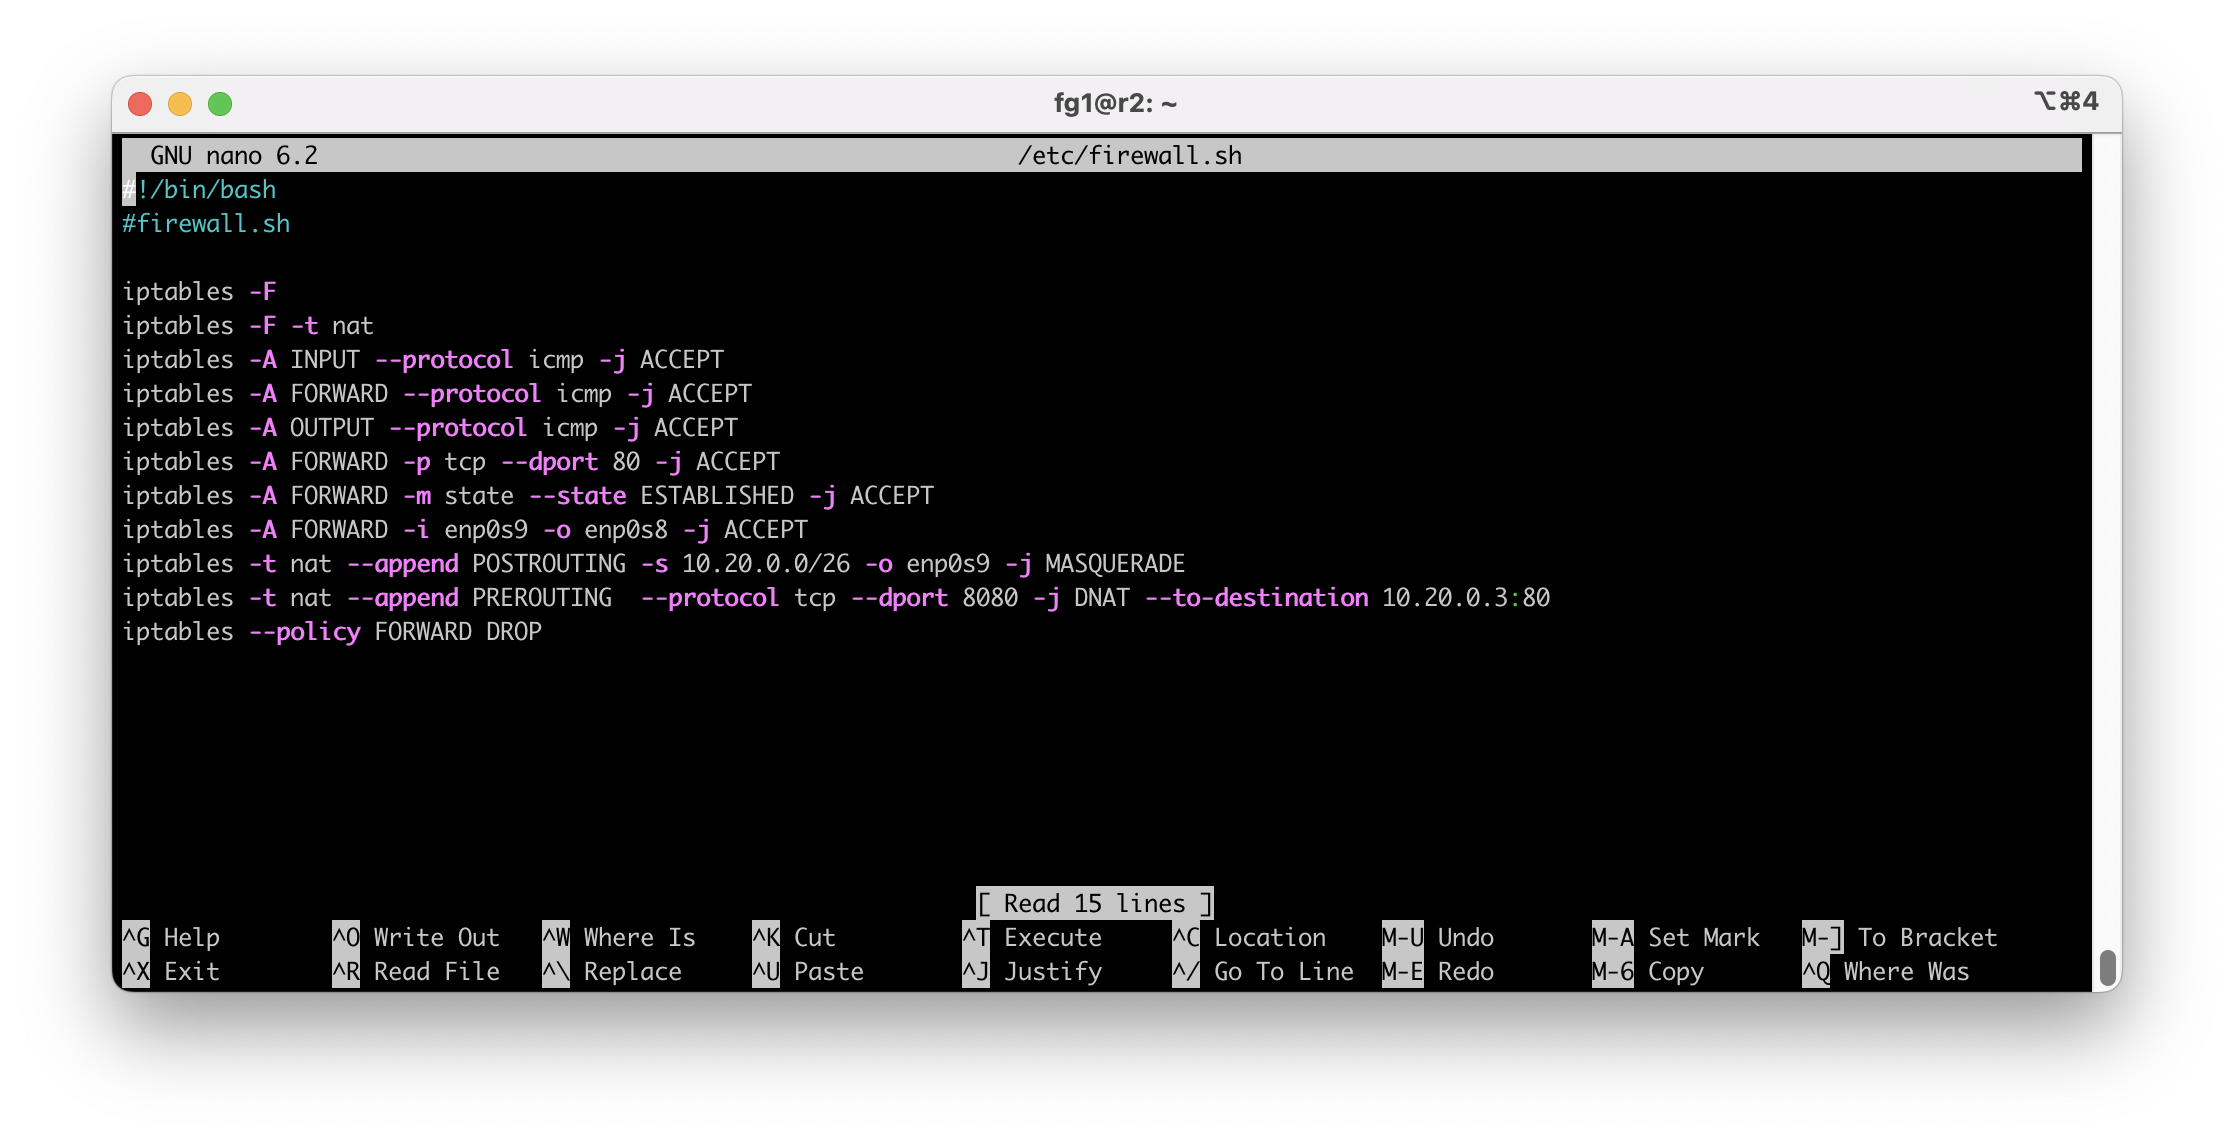 fg1@r2: ~
⌥⌘4
GNU nano 6.2 /etc/firewall.sh
#!/bin/bash
#firewall.sh
iptables -F
iptables -F -t nat
iptables -A INPUT --protocol icmp -j ACCEPT
iptables -A FORWARD --protocol icmp -j ACCEPT
iptables -A OUTPUT --protocol icmp -j ACCEPT
iptables -A FORWARD -p tcp --dport 80 -j ACCEPT
iptables -A FORWARD -m state --state ESTABLISHED -j ACCEPT
iptables -A FORWARD -i enp0s9 -o enp0s8 -j ACCEPT
iptables -t nat --append POSTROUTING -s 10.20.0.0/26 -o enp0s9 -j MASQUERADE
iptables -t nat --append PREROUTING  --protocol tcp --dport 8080 -j DNAT --to-destination 10.20.0.3:80
iptables --policy FORWARD DROP
[ Read 15 lines ]
^G Help ^O Write Out ^W Where Is ^K Cut ^T Execute ^C Location M-U Undo M-A Set Mark M-] To Bracket
^X Exit ^R Read File ^\ Replace ^U Paste ^J Justify ^/ Go To Line M-E Redo M-6 Copy ^Q Where Was